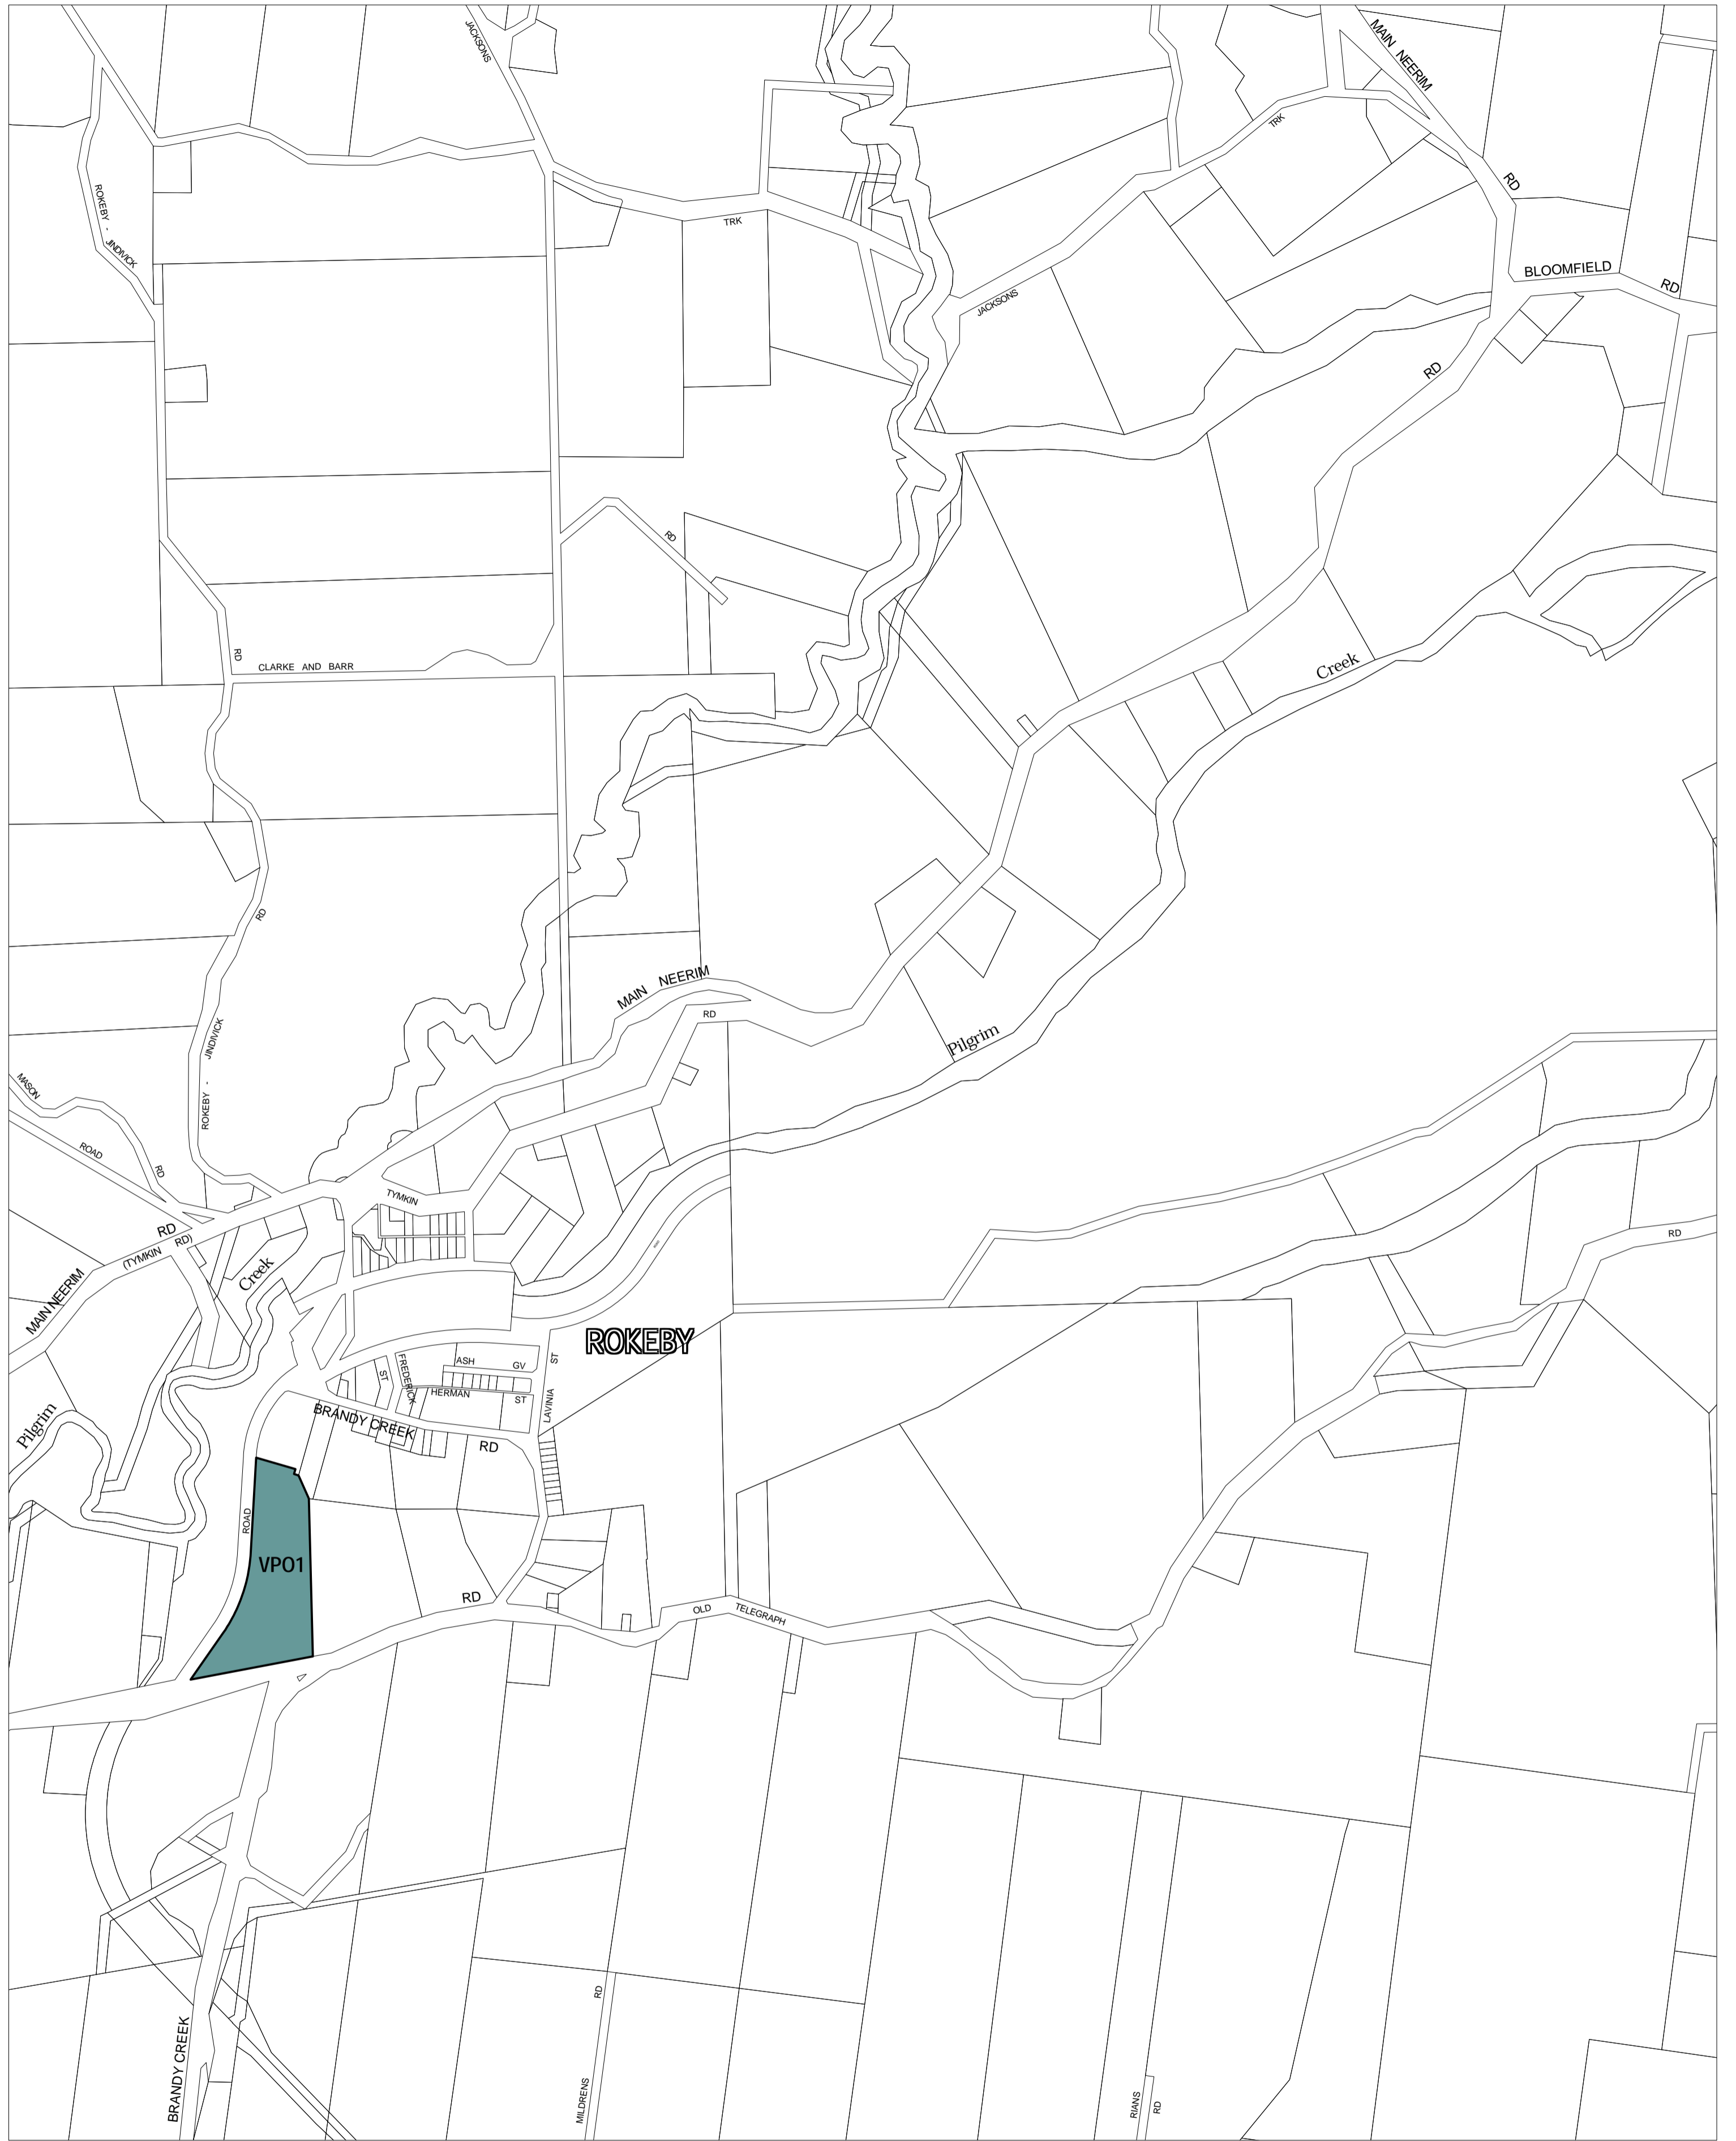 JACKSONS
MAIN NEERIM
TRK
RD
ROKEBY - JINDIVICK
TRK
BLOOMFIELD
RD
JACKSONS
RD
RD
RD
CLARKE AND BARR
Creek
RD
MAIN NEERIM
RD
Pilgrim
ROKEBY - JINDIVICK
MASON
ROAD
RD
TYMKIN
RD
(TYMKIN RD)
RD
Creek
MAIN NEERIM
ROKEBY
ST
ASH GV
FREDERICK
ST
HERMAN
ST
LAVINIA
BRANDY CREEK
RD
Pilgrim
ROAD
VPO1
RD
OLD TELEGRAPH
RD
BRANDY CREEK
MILDRENS
RIANS
RD